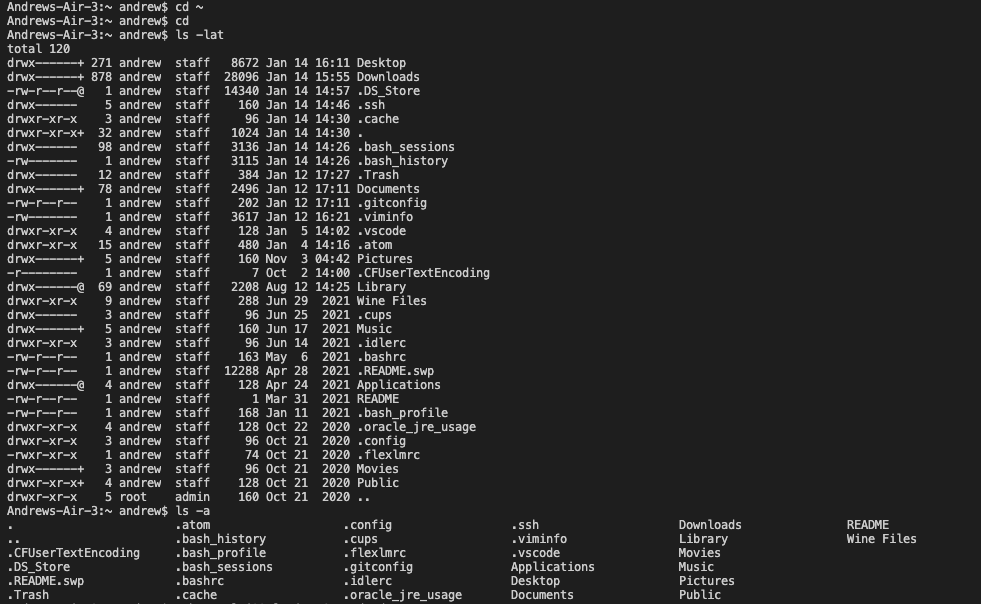 Andrews-Air-3:~ andrew$ cd ~
Andrews-Air-3:~ andrew$ cd
Andrews-Air-3:~ andrew$ ls -lat
total 120
drwx------+ 271 andrew  staff   8672 Jan 14 16:11 Desktop
drwx------+ 878 andrew  staff  28096 Jan 14 15:55 Downloads
-rw-r--r--@   1 andrew  staff  14340 Jan 14 14:57 .DS_Store
drwx------    5 andrew  staff    160 Jan 14 14:46 .ssh
drwxr-xr-x    3 andrew  staff     96 Jan 14 14:30 .cache
drwxr-xr-x+  32 andrew  staff   1024 Jan 14 14:30 .
drwx------   98 andrew  staff   3136 Jan 14 14:26 .bash_sessions
-rw-------    1 andrew  staff   3115 Jan 14 14:26 .bash_history
drwx------   12 andrew  staff    384 Jan 12 17:27 .Trash
drwx------+  78 andrew  staff   2496 Jan 12 17:11 Documents
-rw-r--r--    1 andrew  staff    202 Jan 12 17:11 .gitconfig
-rw-------    1 andrew  staff   3617 Jan 12 16:21 .viminfo
drwxr-xr-x    4 andrew  staff    128 Jan  5 14:02 .vscode
drwxr-xr-x   15 andrew  staff    480 Jan  4 14:16 .atom
drwx------+   5 andrew  staff    160 Nov  3 04:42 Pictures
-r--------    1 andrew  staff      7 Oct  2 14:00 .CFUserTextEncoding
drwx------@  69 andrew  staff   2208 Aug 12 14:25 Library
drwxr-xr-x    9 andrew  staff    288 Jun 29  2021 Wine Files
drwx------    3 andrew  staff     96 Jun 25  2021 .cups
drwx------+   5 andrew  staff    160 Jun 17  2021 Music
drwxr-xr-x    3 andrew  staff     96 Jun 14  2021 .idlerc
-rw-r--r--    1 andrew  staff    163 May  6  2021 .bashrc
-rw-r--r--    1 andrew  staff  12288 Apr 28  2021 .README.swp
drwx------@   4 andrew  staff    128 Apr 24  2021 Applications
-rw-r--r--    1 andrew  staff      1 Mar 31  2021 README
-rw-r--r--    1 andrew  staff    168 Jan 11  2021 .bash_profile
drwxr-xr-x    4 andrew  staff    128 Oct 22  2020 .oracle_jre_usage
drwxr-xr-x    3 andrew  staff     96 Oct 21  2020 .config
-rwxr-xr-x    1 andrew  staff     74 Oct 21  2020 .flexlmrc
drwx------+   3 andrew  staff     96 Oct 21  2020 Movies
drwxr-xr-x+   4 andrew  staff    128 Oct 21  2020 Public
drwxr-xr-x    5 root    admin    160 Oct 21  2020 ..
Andrews-Air-3:~ andrew$ ls -a
.                       .atom                   .config                 .ssh                    Downloads               README
..                      .bash_history           .cups                   .viminfo                Library                 Wine Files
.CFUserTextEncoding     .bash_profile           .flexlmrc               .vscode                 Movies
.DS_Store               .bash_sessions          .gitconfig              Applications            Music
.README.swp             .bashrc                 .idlerc                 Desktop                 Pictures
.Trash                  .cache                  .oracle_jre_usage       Documents               Public